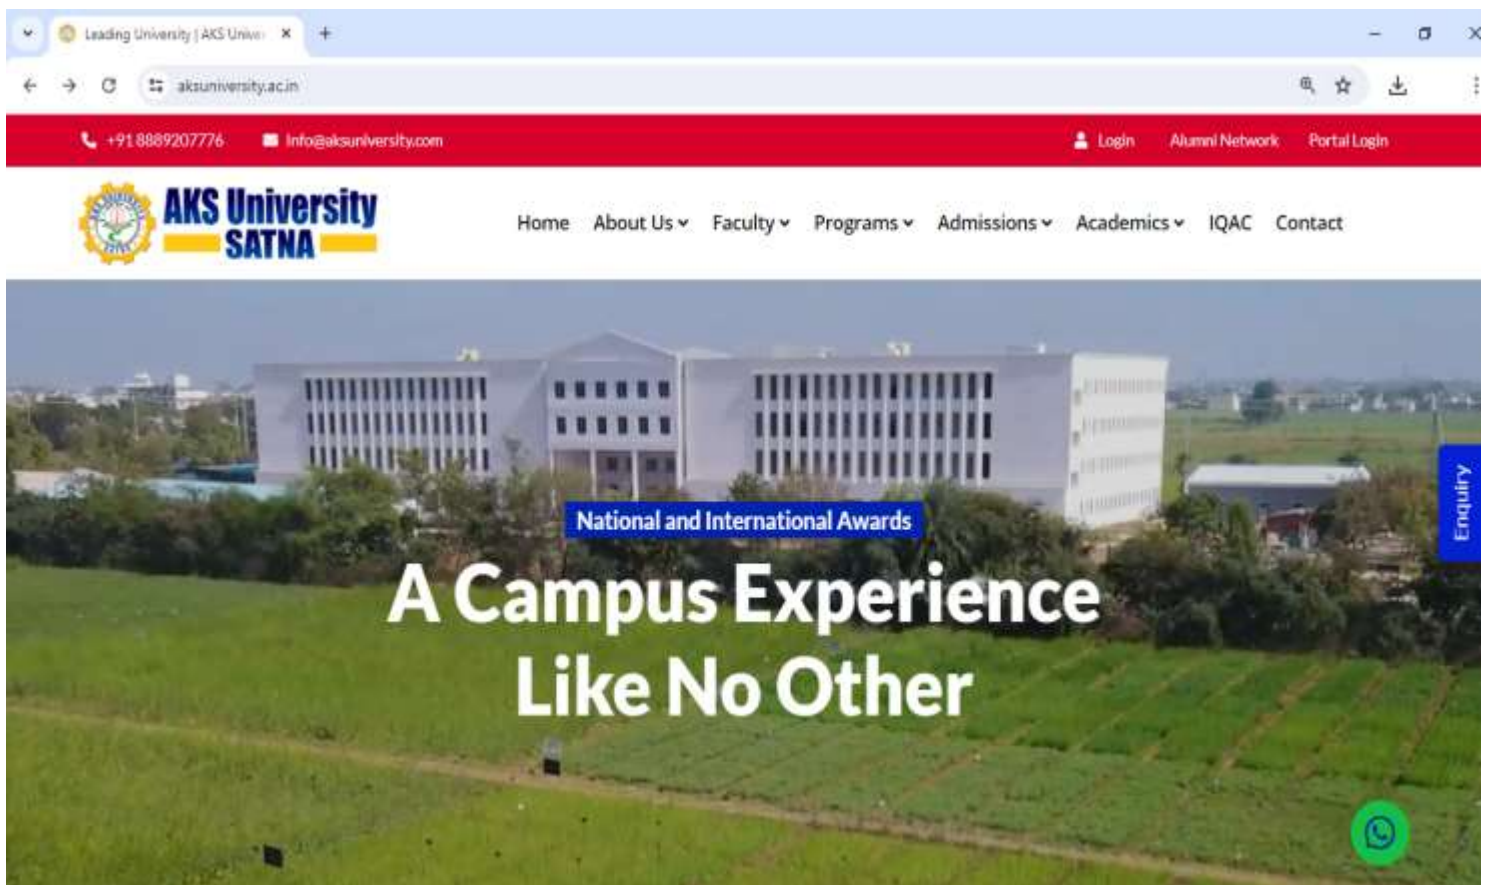 Leading University | AKS Univer
aksuniversity.ac.in
+91 8889207776 Info@aksuniversity.com Login Alumni Network Portal Login
AKS University
SATNA
Home About Us Faculty Programs Admissions Academics IQAC Contact
Enquiry
National and International Awards
A Campus Experience
Like No Other